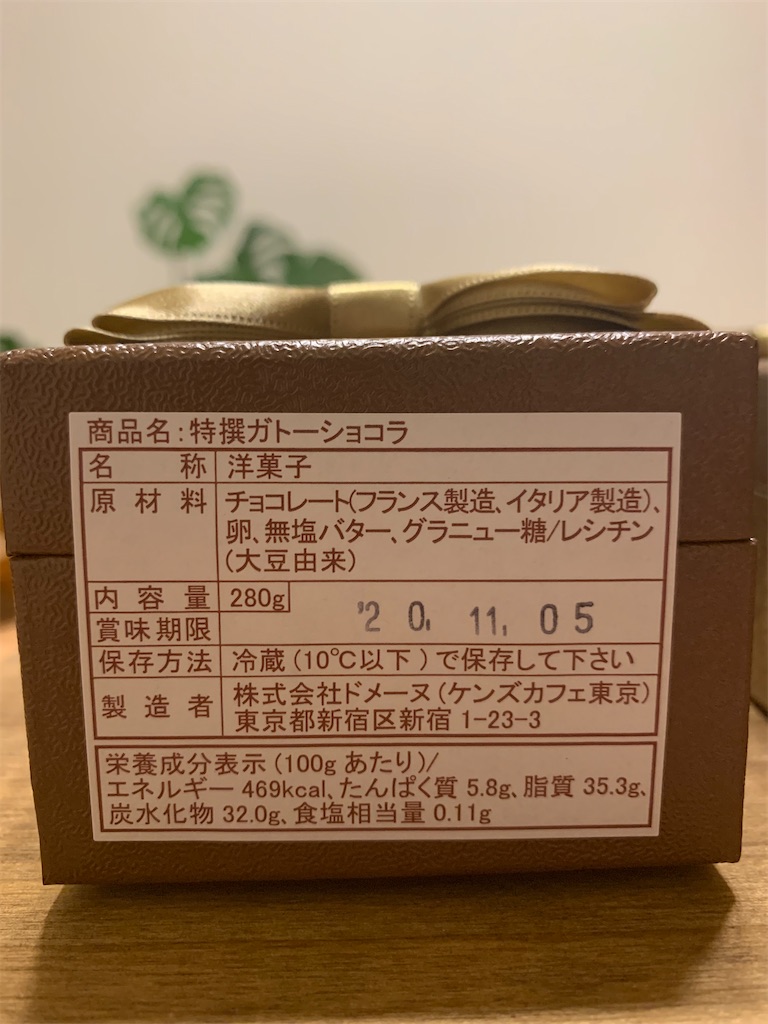 商品名:特撰ガトーショコラ
名称 洋菓子
原材料 チョコレート(フランス製造、イタリア製造)、
卵、無塩バター、グラニュー糖/レシチン
(大豆由来)
内容量 280g
賞味期限 '20. 11. 05
保存方法 冷蔵(10℃以下)で保存して下さい
製造者 株式会社ドメーヌ(ケンズカフェ東京)
東京都新宿区新宿 1-23-3
栄養成分表示(100gあたり)/
エネルギー 469kcal、たんぱく質 5.8g、脂質 35.3g、
炭水化物 32.0g、食塩相当量 0.11g